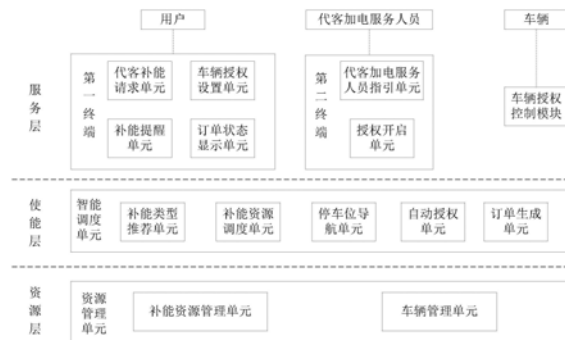 用户
代客加电服务人员
车辆
服务层
第一终端
代客补能
请求单元
车辆授权
设置单元
补能提醒
单元
订单状态
显示单元
第二终端
代客加电服务
人员指引单元
授权开启
单元
车辆授权
控制模块
使能层
智能
调度
单元
补能类型
推荐单元
补能资源
调度单元
停车位导
航单元
自动授权
单元
订单生成
单元
资源层
资源
管理
单元
补能资源管理单元
车辆管理单元